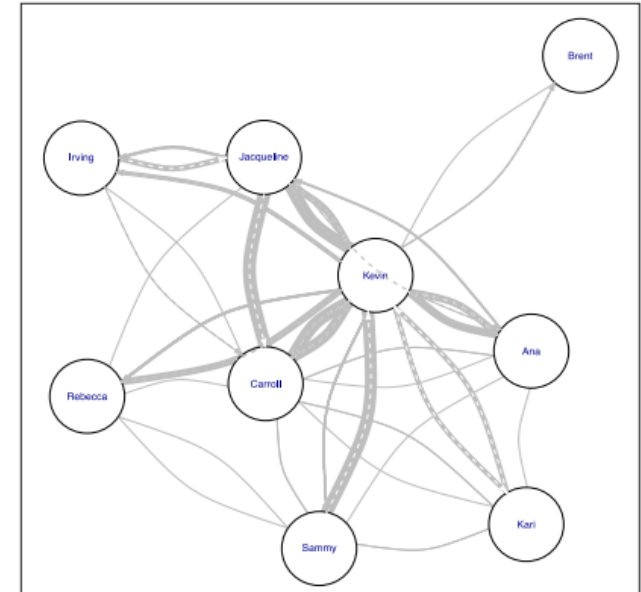 Brent
Irving
Jacqueline
Kevin
Ana
Rebecca
Carroll
Kari
Sammy